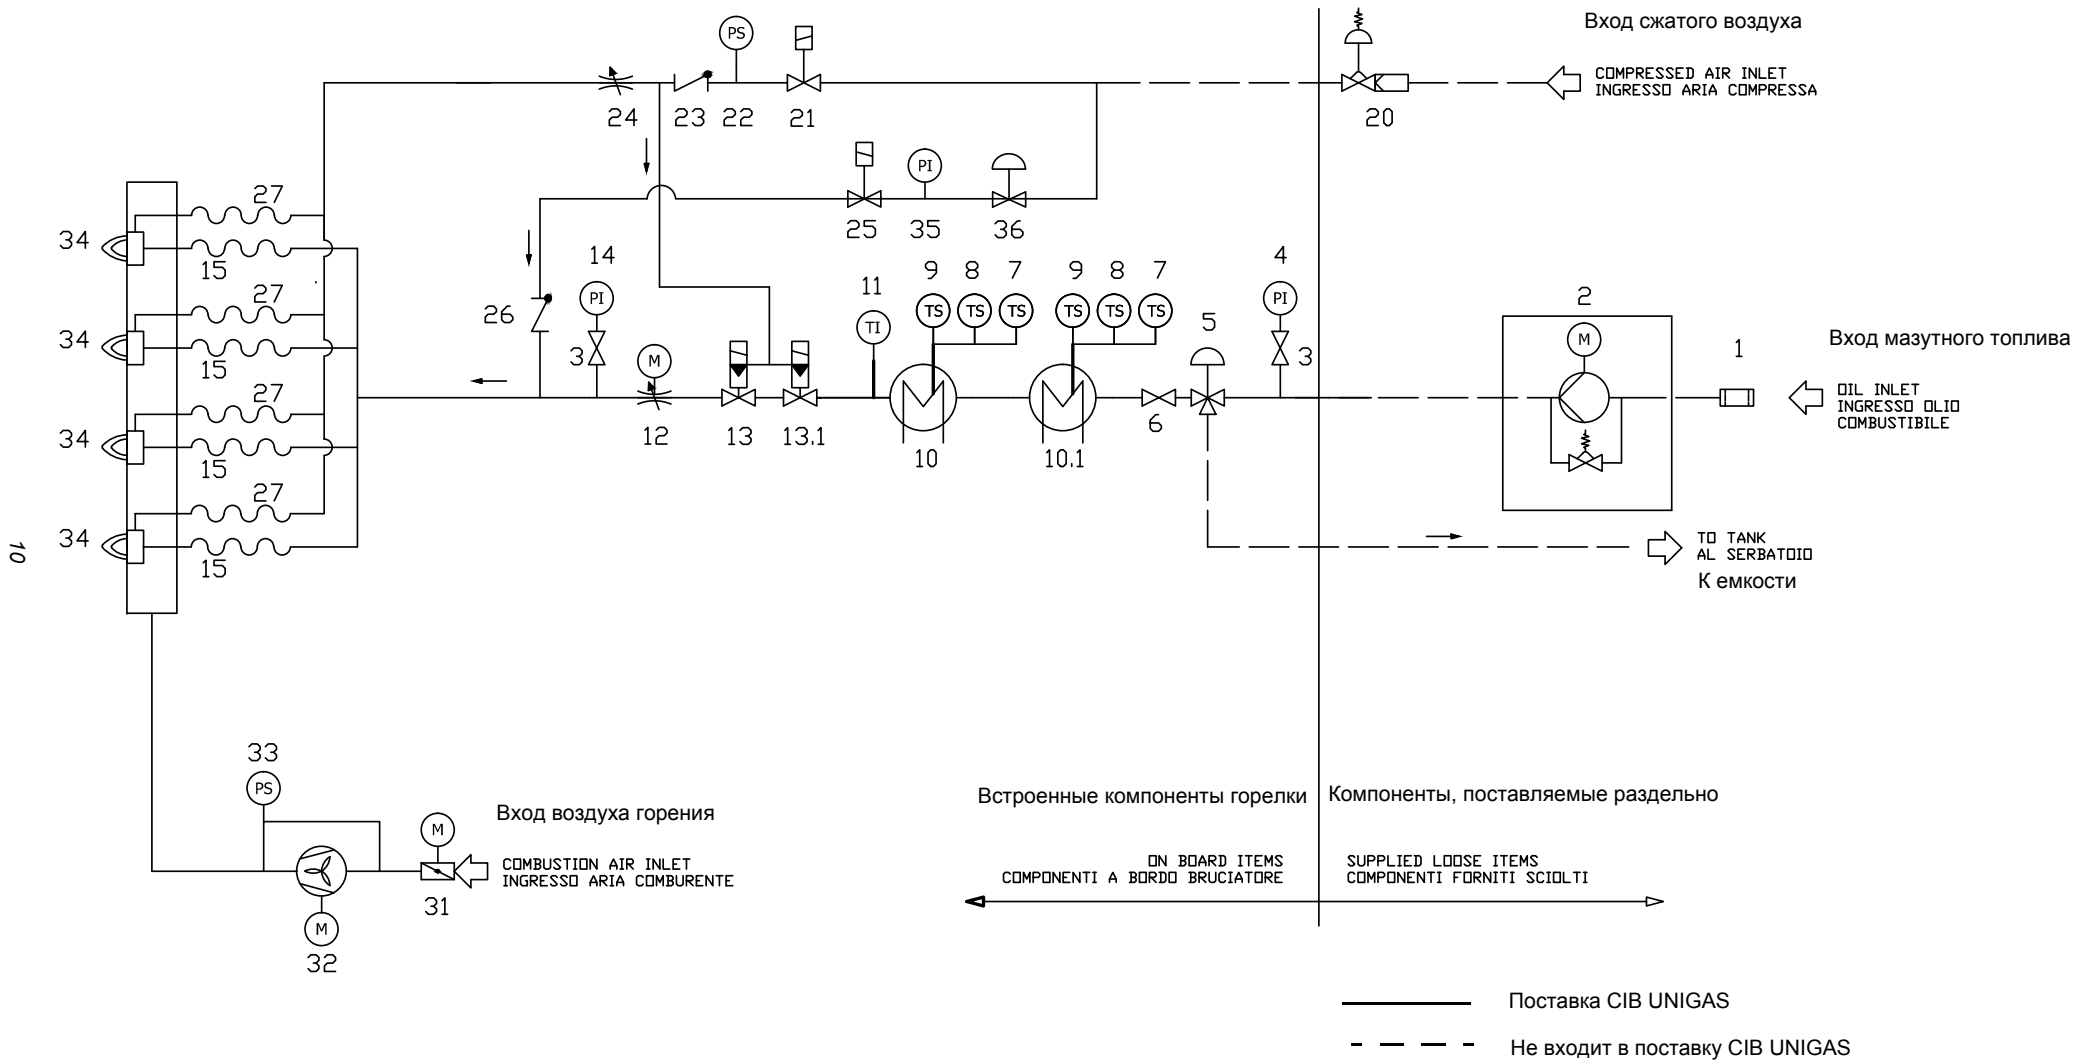 Вход сжатого воздуха
COMPRESSED AIR INLET
INGRESSO ARIA COMPRESSA
PS
24
23
22
21
20
PI
25
35
36
27
34
15
27
34
15
27
34
15
27
34
15
14
PI
26
3
11
TI
9
8
7
TS
TS
TS
9
8
7
TS
TS
TS
5
4
PI
3
2
M
1
Вход мазутного топлива
OIL INLET
INGRESSO OLIO
COMBUSTIBILE
M
12
13
13.1
10
10.1
6
TO TANK
AL SERBATOIO
К емкости
10
33
PS
Вход воздуха горения
M
COMBUSTION AIR INLET
INGRESSO ARIA COMBURENTE
31
M
32
Встроенные компоненты горелки
Компоненты, поставляемые раздельно
ON BOARD ITEMS
COMPONENTI A BORDO BRUCIATORE
SUPPLIED LOOSE ITEMS
COMPONENTI FORNITI SCIOLTI
Поставка CIB UNIGAS
Не входит в поставку CIB UNIGAS